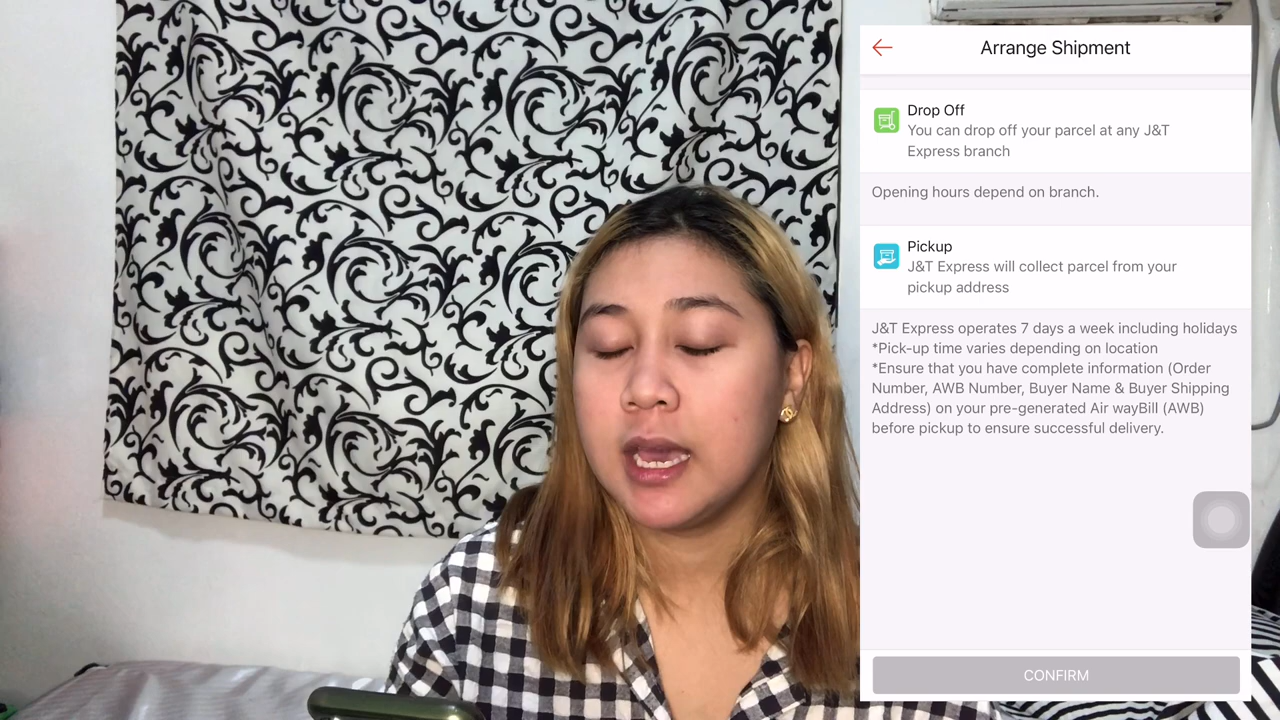 Arrange Shipment
Drop Off
You can drop off your parcel at any J&T
Express branch
Opening hours depend on branch.
Pickup
J&T Express will collect parcel from your
pickup address
J&T Express operates 7 days a week including holidays
*Pick-up time varies depending on location
*Ensure that you have complete information (Order
Number, AWB Number, Buyer Name & Buyer Shipping
Address) on your pre-generated Air wayBill (AWB)
before pickup to ensure successful delivery.
CONFIRM